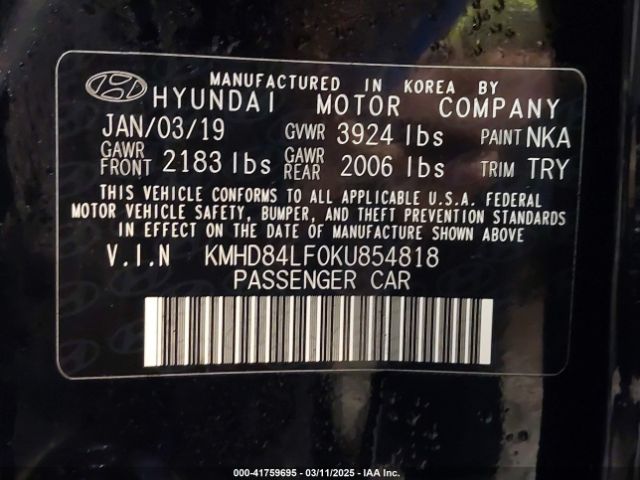 MANUFACTURED IN KOREA BY
HYUNDAI MOTOR COMPANY
JAN/03/19 GVWR 3924 lbs PAINT NKA
GAWR FRONT 2183 lbs GAWR REAR 2006 lbs TRIM TRY
THIS VEHICLE CONFORMS TO ALL APPLICABLE U.S.A. FEDERAL
MOTOR VEHICLE SAFETY, BUMPER, AND THEFT PREVENTION STANDARDS
IN EFFECT ON THE DATE OF MANUFACTURE SHOWN ABOVE
V.I.N KMHD84LF0KU854818
PASSENGER CAR
000-41759695 - 03/11/2025 - IAA Inc.